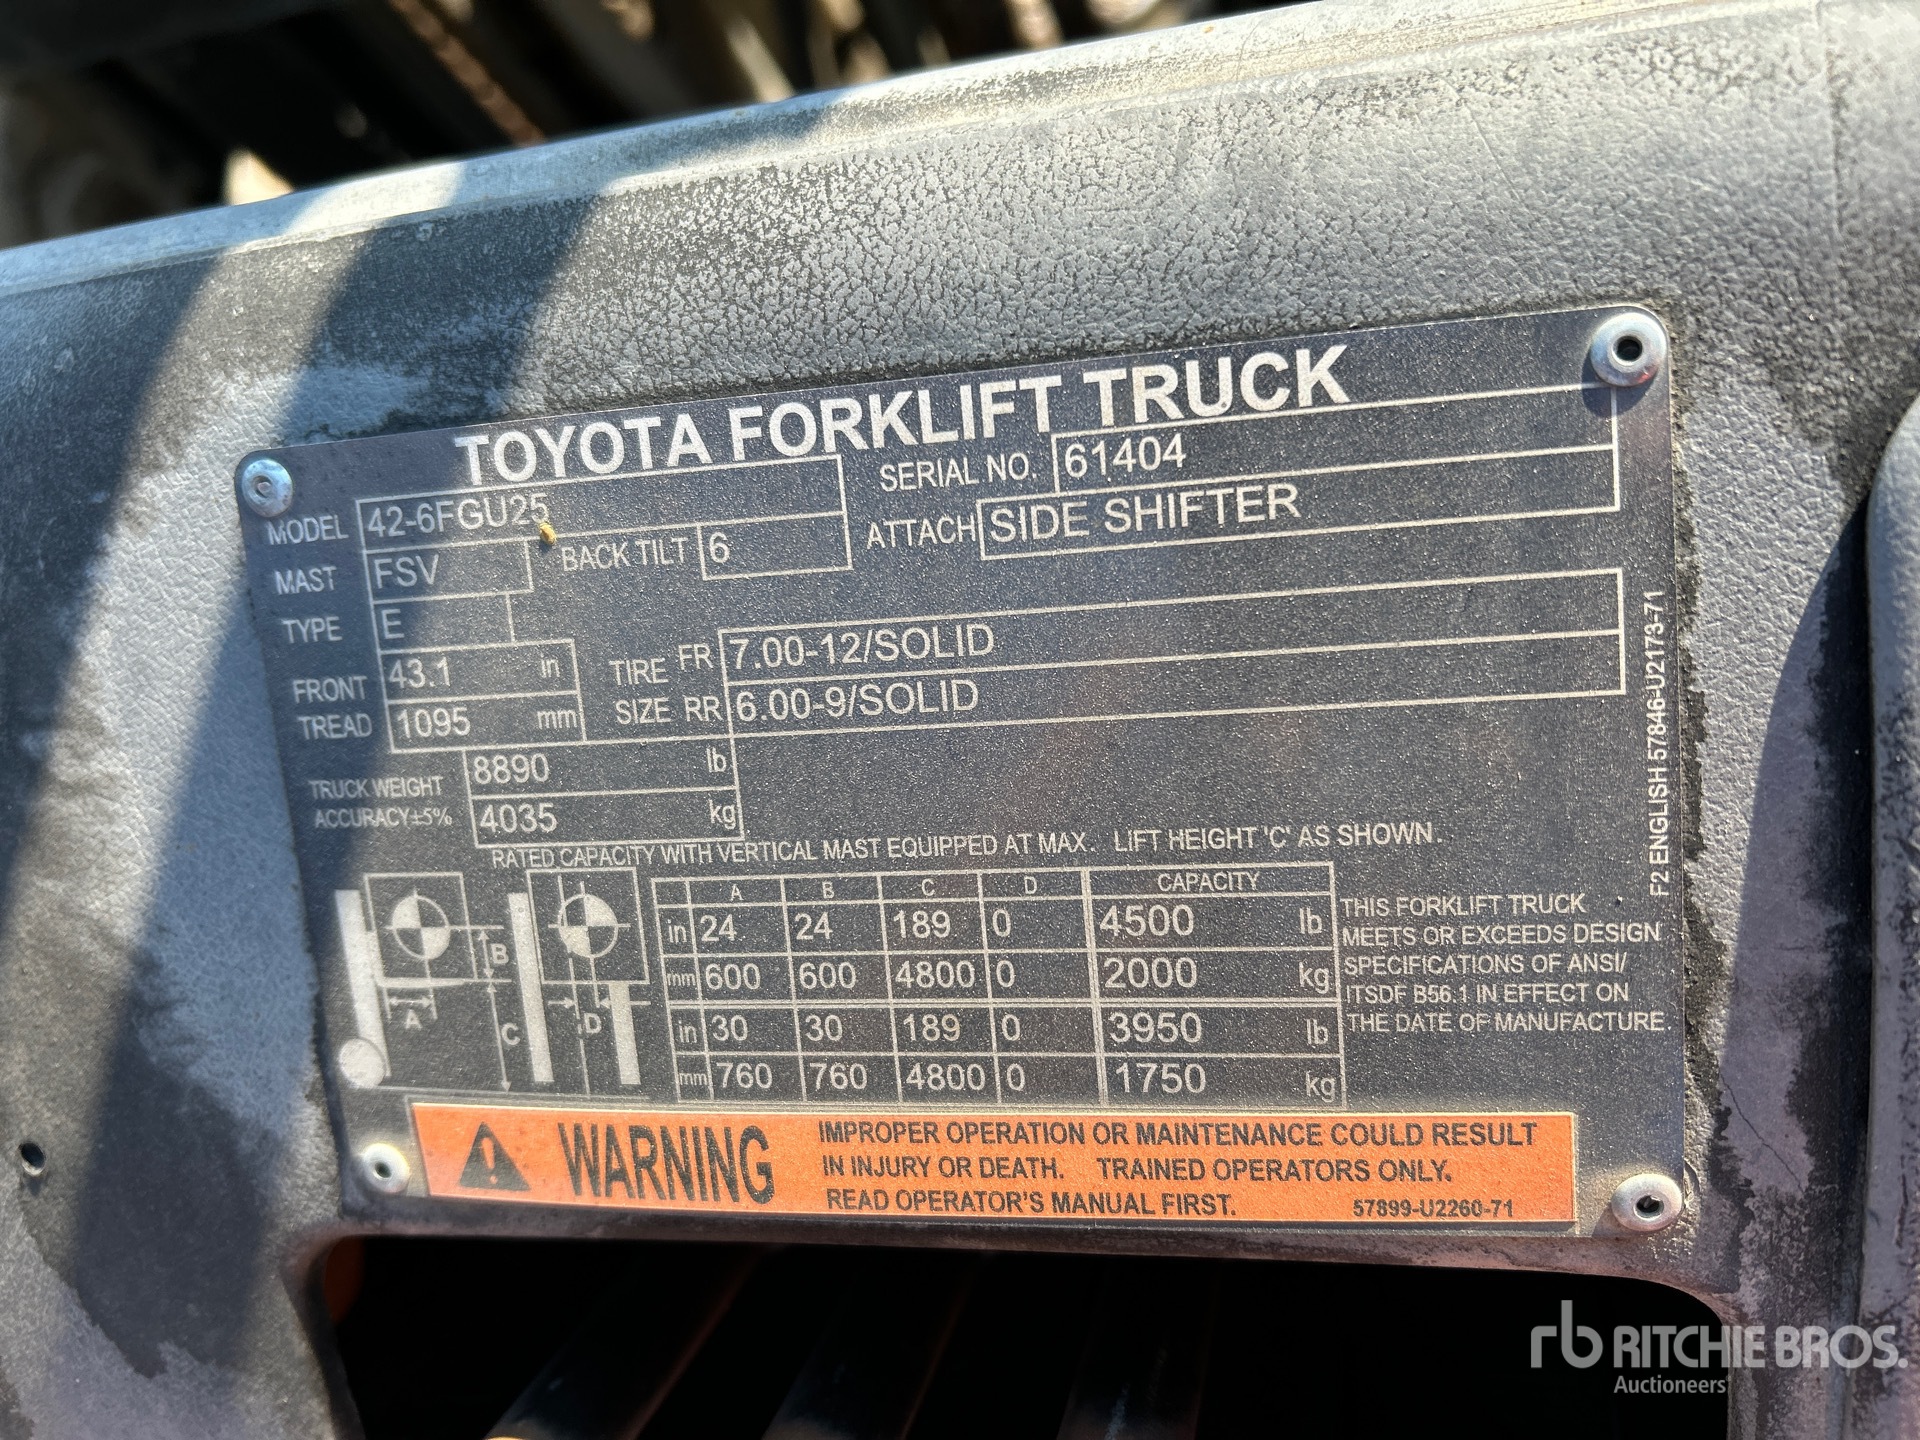 TOYOTA FORKLIFT TRUCK
MODEL 42-6FGU25 SERIAL NO. 61404
MAST FSV BACK TILT 6 ATTACH SIDE SHIFTER
TYPE E
FRONT TREAD 43.1 in TIRE SIZE FR 7.00-12/SOLID
1095 mm RR 6.00-9/SOLID
TRUCK WEIGHT 8890 lb
ACCURACY±5% 4035 kg
RATED CAPACITY WITH VERTICAL MAST EQUIPPED AT MAX. LIFT HEIGHT 'C' AS SHOWN.
A B C D
A B C D CAPACITY
in 24 24 189 0 4500 lb
mm 600 600 4800 0 2000 kg
in 30 30 189 0 3950 lb
mm 760 760 4800 0 1750 kg
THIS FORKLIFT TRUCK
MEETS OR EXCEEDS DESIGN
SPECIFICATIONS OF ANSI/
ITSDF B56.1 IN EFFECT ON
THE DATE OF MANUFACTURE.
F2 ENGLISH 57846-U2173-71
WARNING
IMPROPER OPERATION OR MAINTENANCE COULD RESULT
IN INJURY OR DEATH. TRAINED OPERATORS ONLY.
READ OPERATOR'S MANUAL FIRST. 57899-U2260-71
rb RITCHIE BROS.
Auctioneers